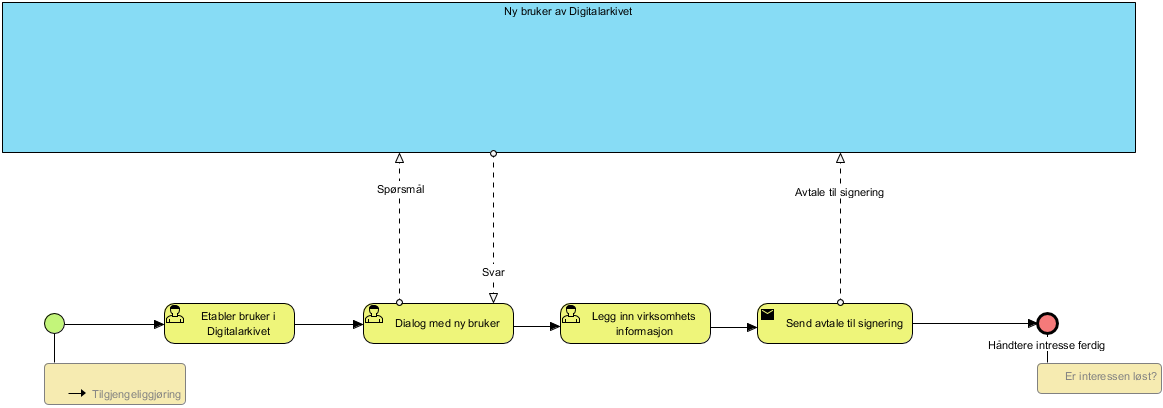 Ny bruker av Digitalarkivet
Spørsmål
Avtale til signering
Svar
Etabler bruker i
Digitalarkivet
Dialog med ny bruker
Legg inn virksomhets
informasjon
Send avtale til signering
Håndtere intresse ferdig
Tilgjengeliggjøring
Er interessen løst?